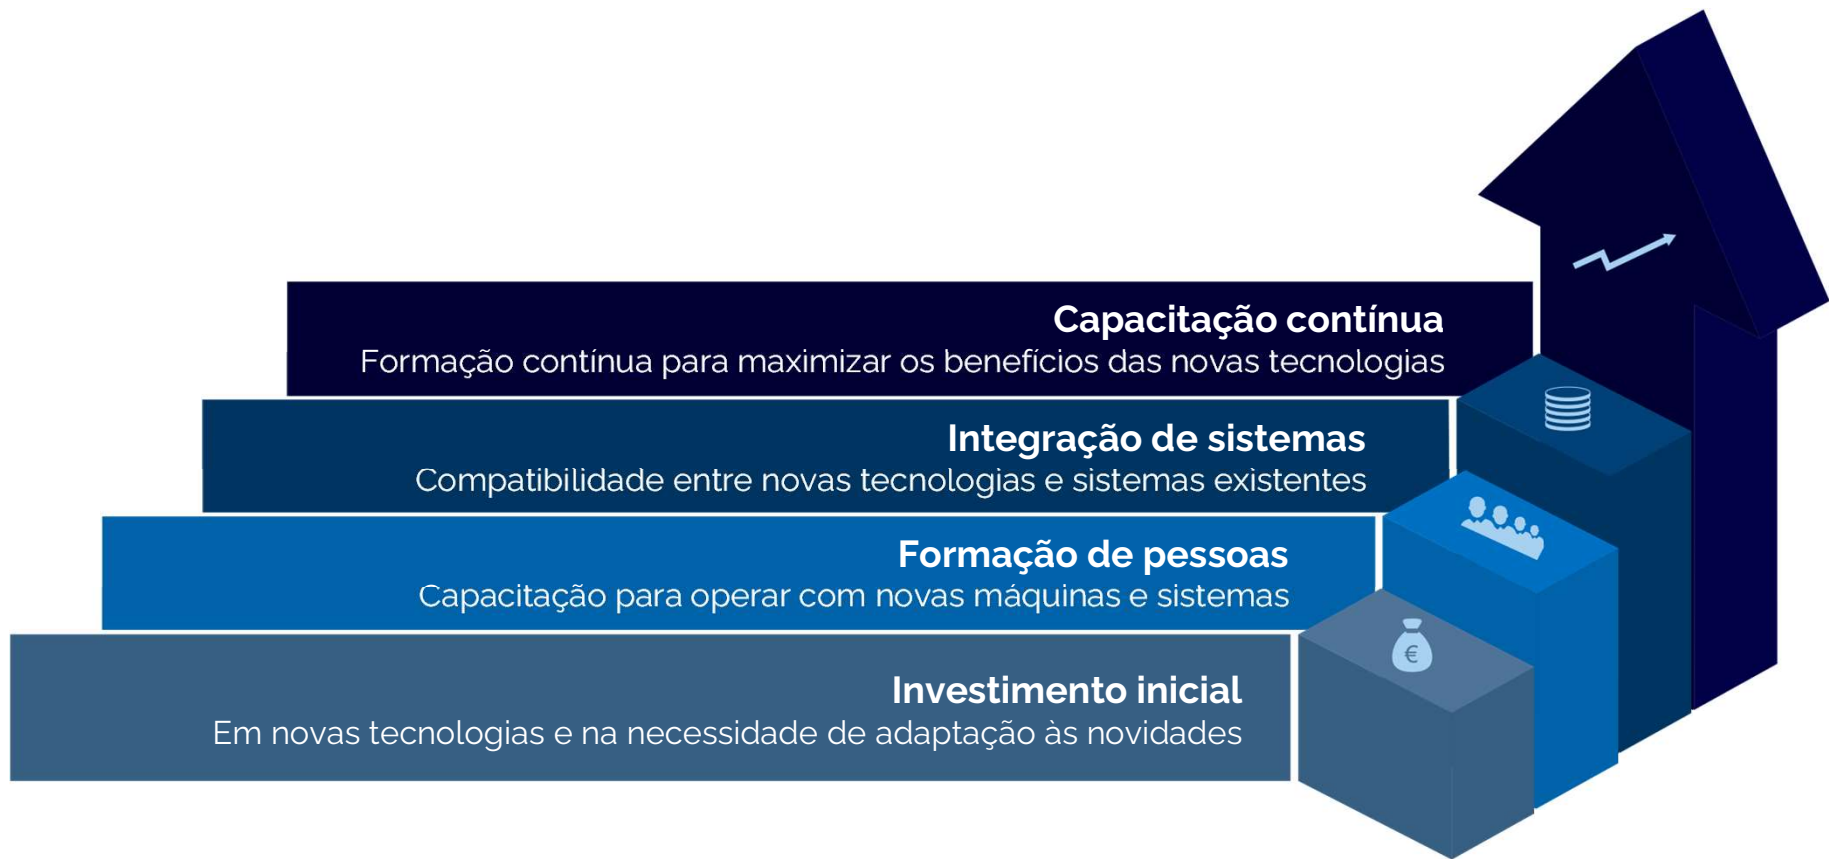 Capacitação contínua
Formação contínua para maximizar os benefícios das novas tecnologias
Integração de sistemas
Compatibilidade entre novas tecnologias e sistemas existentes
Formação de pessoas
Capacitação para operar com novas máquinas e sistemas
€
Investimento inicial
Em novas tecnologias e na necessidade de adaptação às novidades